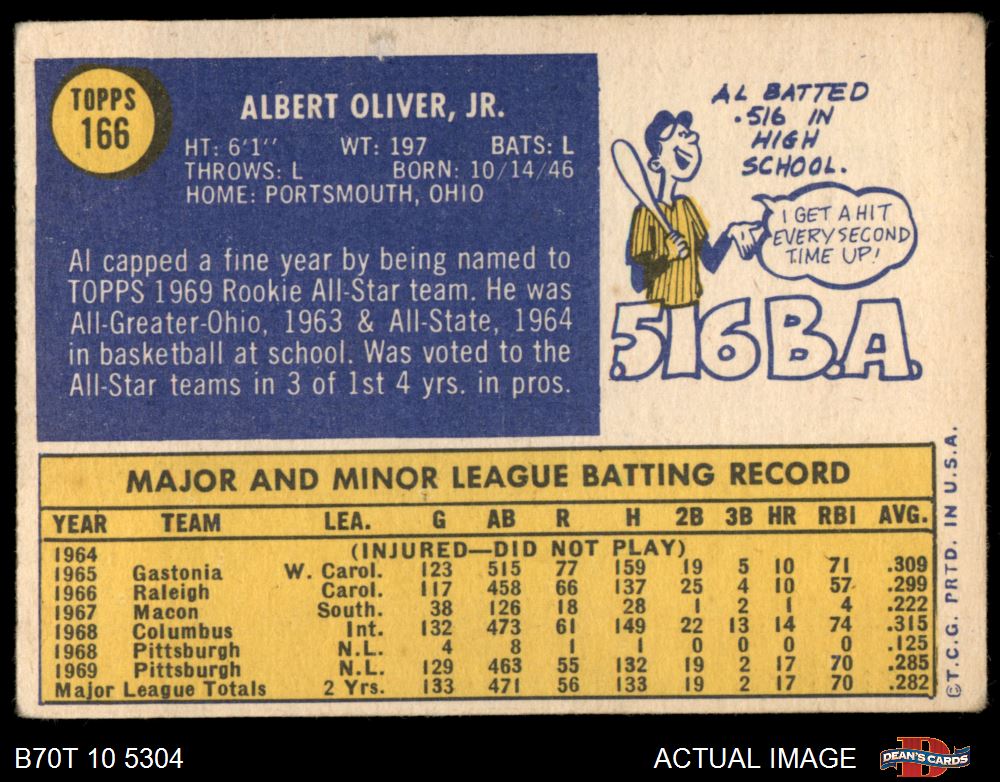 TOPPS
166
ALBERT OLIVER, JR.
HT: 6'1'' WT: 197 BATS: L
THROWS: L BORN: 10/14/46
HOME: PORTSMOUTH, OHIO
Al capped a fine year by being named to
TOPPS 1969 Rookie All-Star team. He was
All-Greater-Ohio, 1963 & All-State, 1964
in basketball at school. Was voted to the
All-Star teams in 3 of 1st 4 yrs. in pros.
AL BATTED
.516 IN
HIGH
SCHOOL.
I GET A HIT
EVERY SECOND
TIME UP!
.516 B.A.
MAJOR AND MINOR LEAGUE BATTING RECORD
YEAR TEAM LEA. G AB R H 2B 3B HR RBI AVG.
1964 (INJURED—DID NOT PLAY)
1965 Gastonia W. Carol. 123 515 77 159 19 5 10 71 .309
1966 Raleigh Carol. 117 458 66 137 25 4 10 57 .299
1967 Macon South. 38 126 18 28 1 2 1 4 .222
1968 Columbus Int. 132 473 61 149 22 13 14 74 .315
1968 Pittsburgh N.L. 4 8 1 1 0 0 0 0 .125
1969 Pittsburgh N.L. 129 463 55 132 19 2 17 70 .285
Major League Totals 2 Yrs. 133 471 56 133 19 2 17 70 .282
©T.C.G. PRTD. IN U.S.A.
B70T 10 5304
ACTUAL IMAGE
DEAN'S CARDS